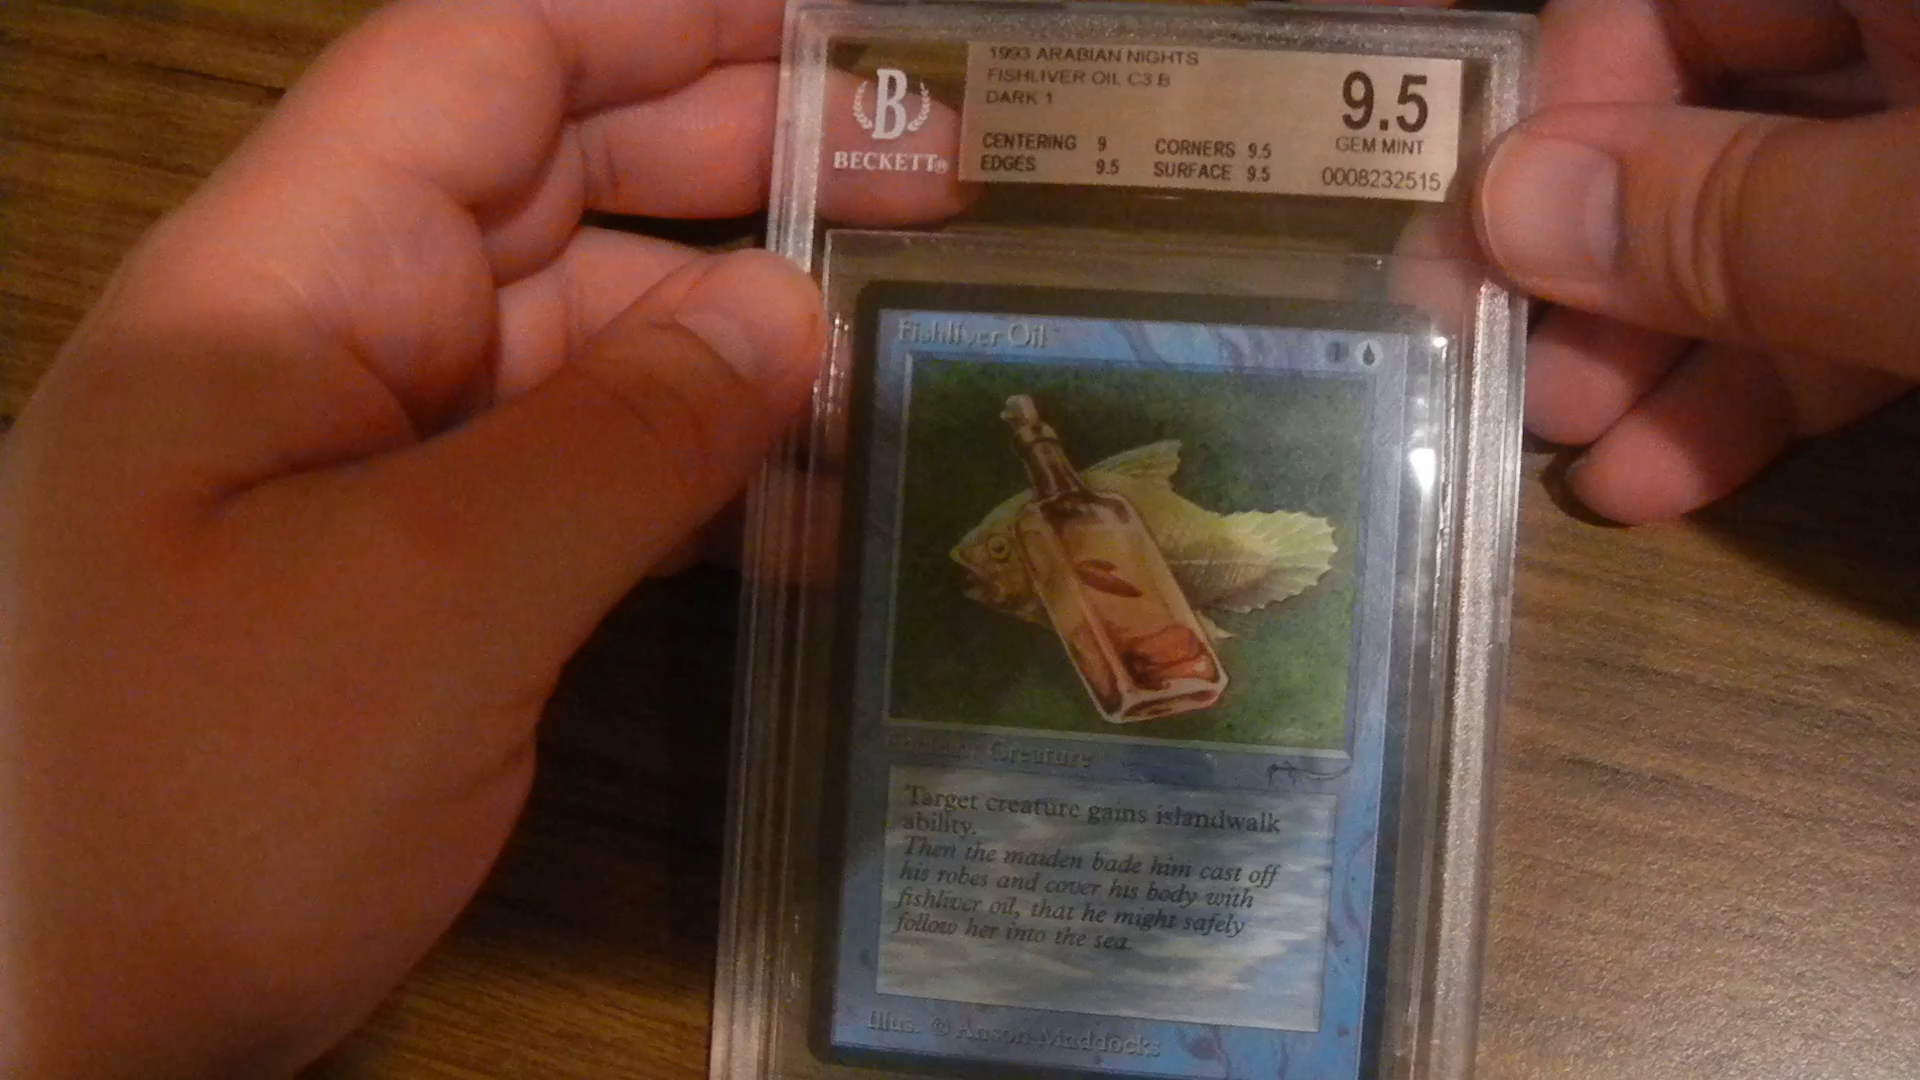 1993 ARABIAN NIGHTS
FISHLIVER OIL C3 B
DARK 1
9.5
GEM MINT
0008232515
CENTERING 9 CORNERS 9.5
EDGES 9.5 SURFACE 9.5
B
BECKETT®
Fishliver Oil
1
Enchant Creature
Target creature gains islandwalk
ability.
Then the maiden bade him cast off
his robes and cover his body with
fishliver oil, that he might safely
follow her into the sea.
Illus. © Anson Maddocks